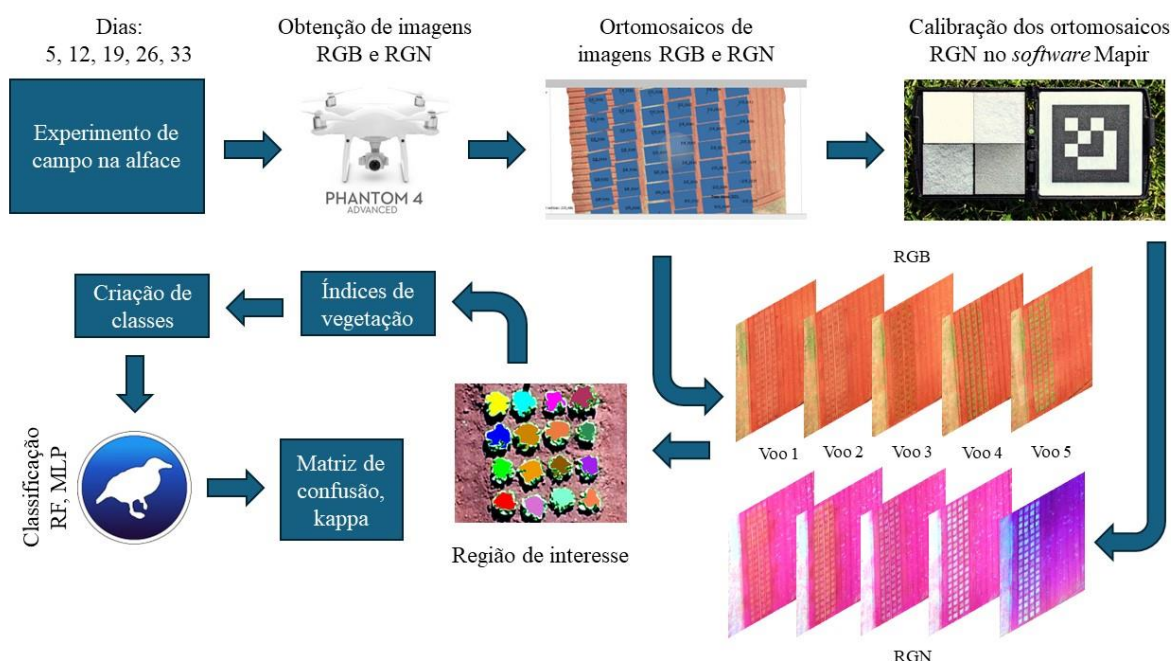 Dias:
5, 12, 19, 26, 33
Experimento de
campo na alface
Obtenção de imagens
RGB e RGN
PHANTOM 4
ADVANCED
Ortomosaicos de
imagens RGB e RGN
Calibração dos ortomosaicos
RGN no software Mapir
RGB
Voo 1
Voo 2
Voo 3
Voo 4
Voo 5
RGN
Região de interesse
Índices de
vegetação
Criação de
classes
Classificação
RF, MLP
Matriz de
confusão,
kappa